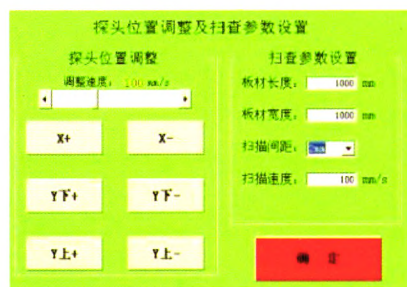 探头位置调整及扫查参数设置
探头位置调整
调整速度： 100 mm/s
X+
X-
Y下+
Y下-
Y上+
Y上-
扫查参数设置
板材长度： 1000 mm
板材宽度： 1000 mm
扫描间距：
扫描速度： 100 mm/s
确 定